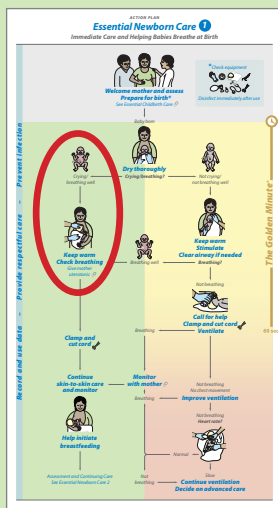 ACTION PLAN
Essential Newborn Care 1
Immediate Care and Helping Babies Breathe at Birth
Welcome mother and assess
Prepare for birth*
See Essential Childbirth Care
*Check equipment
Disinfect immediately after use
Baby born
Dry thoroughly
Crying/
breathing well
Crying/breathing?
Not crying/
not breathing well
Keep warm
Check breathing
Give mother
uterotonic
Breathing well
Keep warm
Stimulate
Clear airway if needed
Breathing?
Not breathing
Call for help
Clamp and cut cord
Ventilate
Breathing
Clamp and
cut cord
Continue
skin-to-skin care
and monitor
Monitor
with mother
Not breathing
No chest movement
Breathing
Improve ventilation
Not breathing
Heart rate?
Help initiate
breastfeeding
Normal
Slow
Assessment and Continuing Care
See Essential Newborn Care 2
Not
breathing
Continue ventilation
Decide on advanced care
Prevent infection
Provide respectful care
Record and use data
The Golden Minute
60 sec